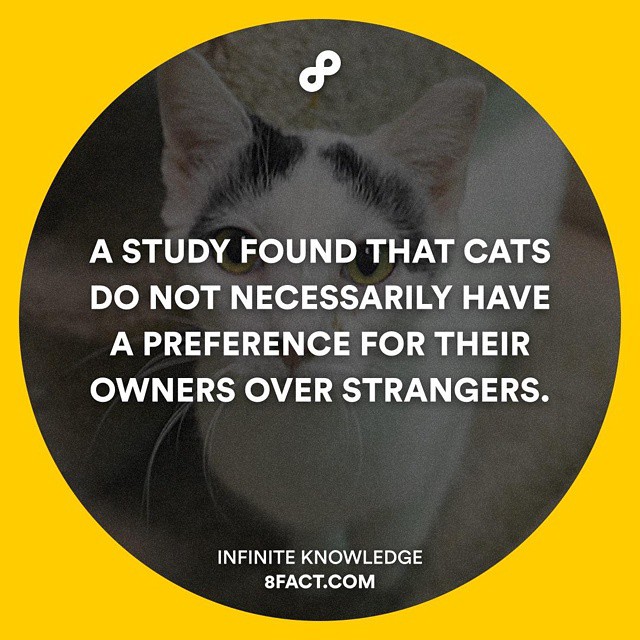 A STUDY FOUND THAT CATS
DO NOT NECESSARILY HAVE
A PREFERENCE FOR THEIR
OWNERS OVER STRANGERS.
INFINITE KNOWLEDGE
8FACT.COM